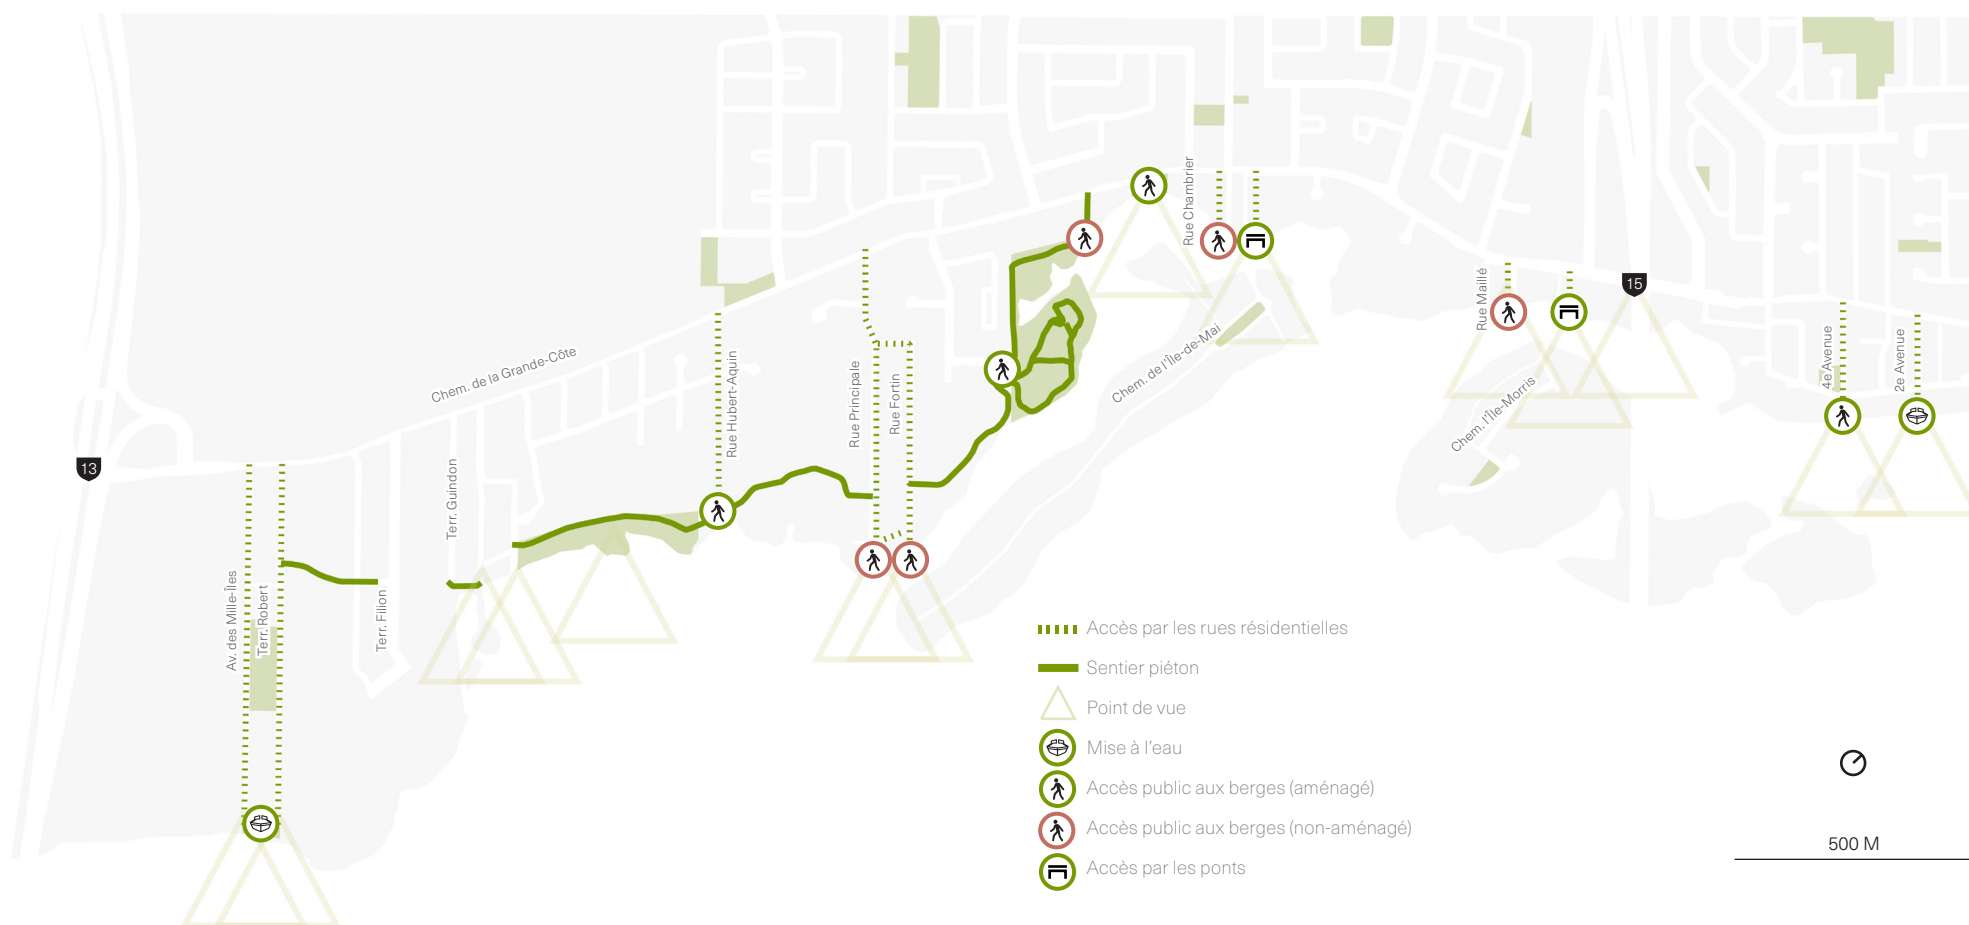 Rue Chambrier
Rue Maillé
15
4e Avenue
2e Avenue
Chem. de l'Île-de-Mai
Chem. l'Île-Morris
Chem. de la Grande-Côte
Rue Hubert-Aquin
Rue Principale
Rue Fortin
13
Terr. Guindon
Av. des Mille-Îles
Terr. Robert
Terr. Filion
Accès par les rues résidentielles
Sentier piéton
Point de vue
Mise à l'eau
Accès public aux berges (aménagé)
Accès public aux berges (non-aménagé)
Accès par les ponts
500 M